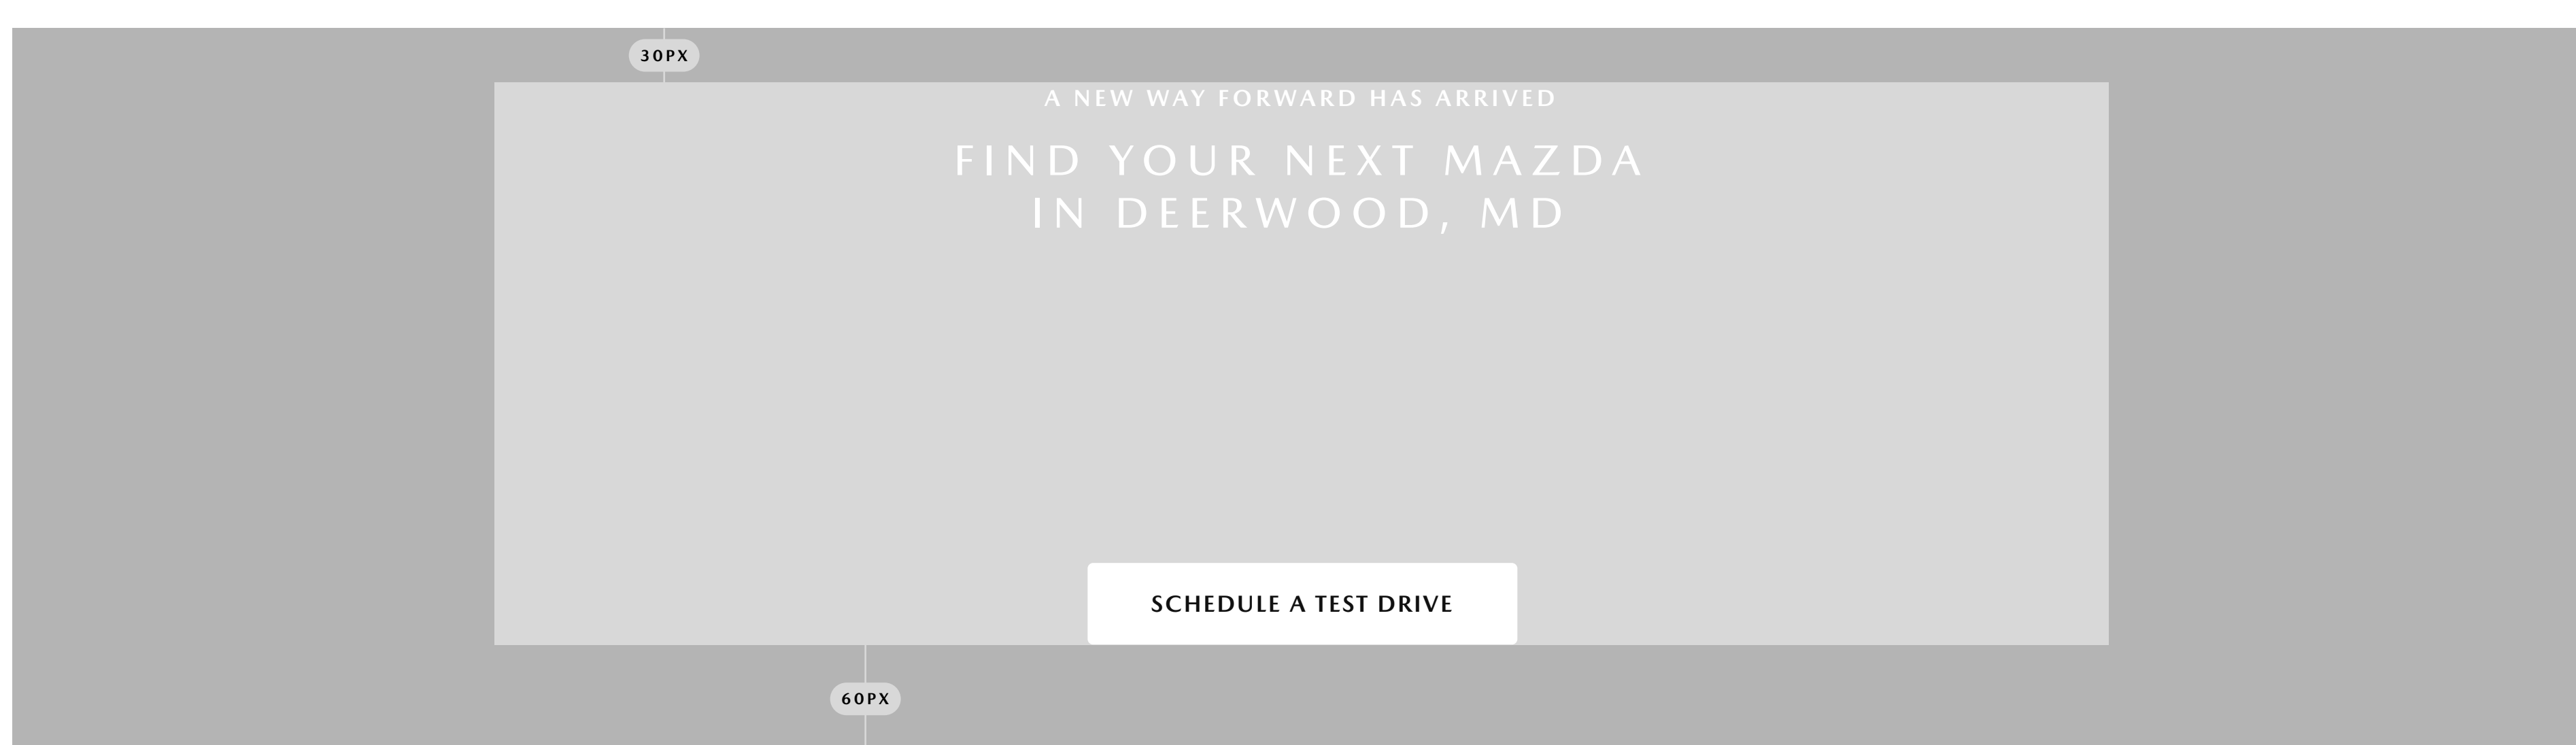 30PX
A NEW WAY FORWARD HAS ARRIVED
FIND YOUR NEXT MAZDA
IN DEERWOOD, MD
SCHEDULE A TEST DRIVE
60PX